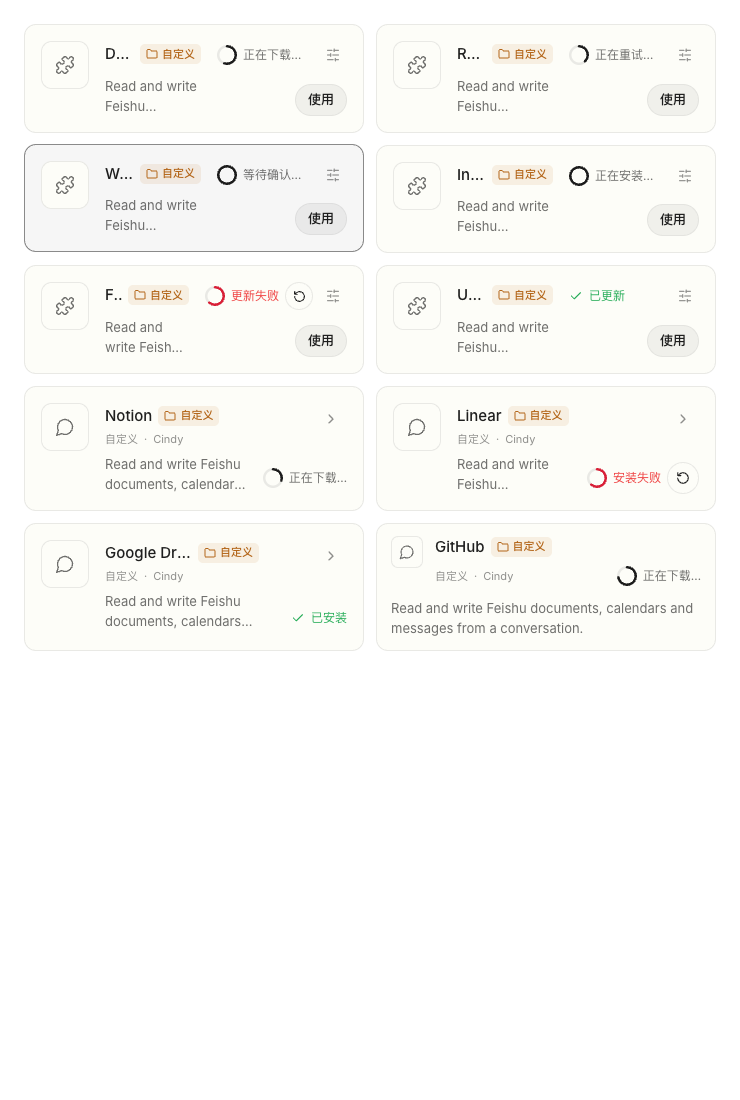 D... 自定义 正在下载...
Read and write
Feishu...
使用
R... 自定义 正在重试...
Read and write
Feishu...
使用
W... 自定义 等待确认...
Read and write
Feishu...
使用
In... 自定义 正在安装...
Read and write
Feishu...
使用
F.. 自定义 更新失败
Read and
write Feish...
使用
U... 自定义 已更新
Read and write
Feishu...
使用
Notion 自定义
自定义 · Cindy
Read and write Feishu
documents, calendar...
正在下载...
Linear 自定义
自定义 · Cindy
Read and write
Feishu...
安装失败
Google Dr... 自定义
自定义 · Cindy
Read and write Feishu
documents, calendars...
已安装
GitHub 自定义
自定义 · Cindy
正在下载...
Read and write Feishu documents, calendars and
messages from a conversation.